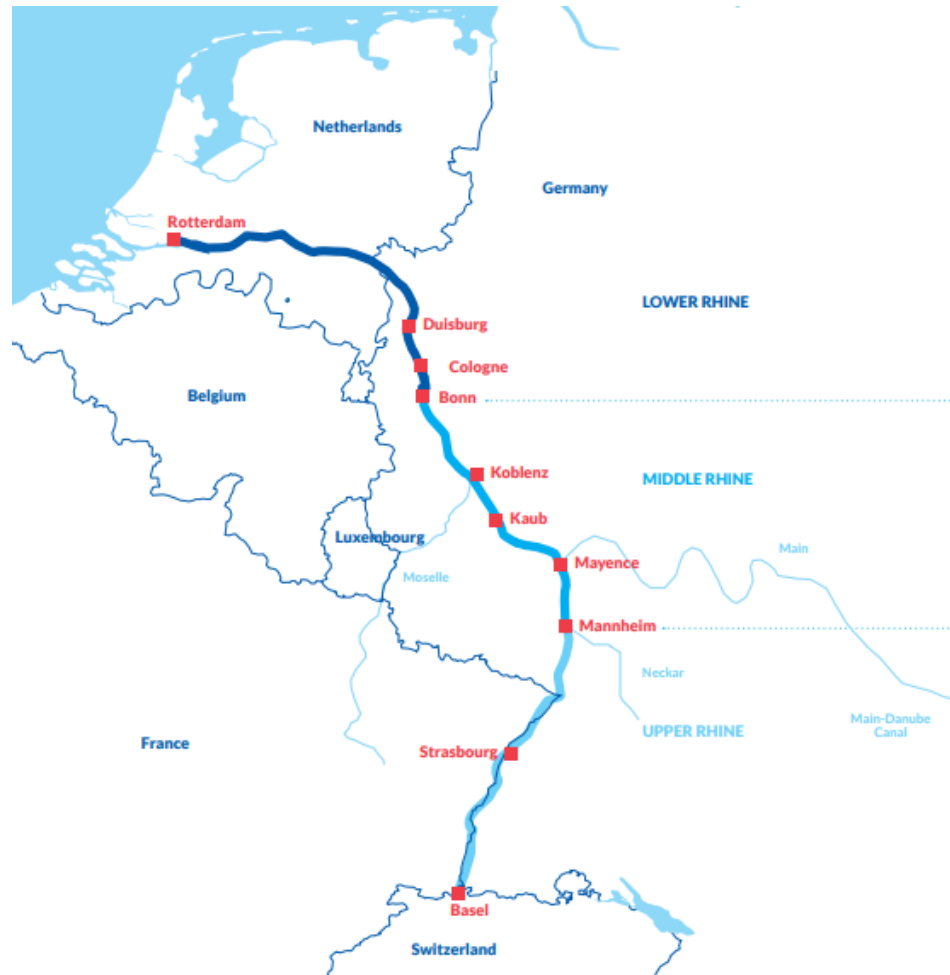 Netherlands
Germany
Rotterdam
LOWER RHINE
Duisburg
Cologne
Belgium
Bonn
Koblenz
MIDDLE RHINE
Kaub
Luxembourg
Main
Mayence
Moselle
Mannheim
Neckar
Main-Danube
Canal
UPPER RHINE
France
Strasbourg
Basel
Switzerland